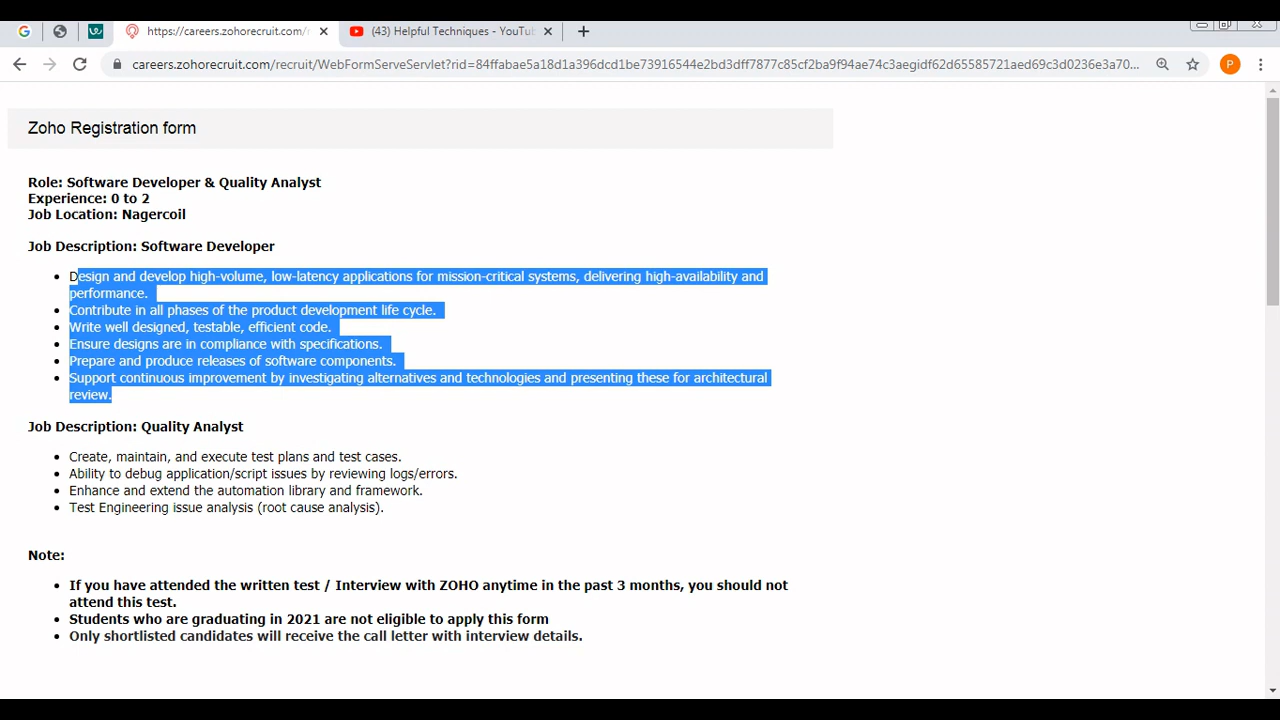 https://careers.zohorecruit.com/r
(43) Helpful Techniques - YouTub
careers.zohorecruit.com/recruit/WebFormServeServlet?rid=84ffabae5a18d1a396dcd1be73916544e2bd3dff7877c85cf2ba9f94ae74c3aegidf62d65585721aed69c3d0236e3a70...
P
Zoho Registration form
Role: Software Developer & Quality Analyst
Experience: 0 to 2
Job Location: Nagercoil
Job Description: Software Developer
Design and develop high-volume, low-latency applications for mission-critical systems, delivering high-availability and
performance.
Contribute in all phases of the product development life cycle.
Write well designed, testable, efficient code.
Ensure designs are in compliance with specifications.
Prepare and produce releases of software components.
Support continuous improvement by investigating alternatives and technologies and presenting these for architectural
review.
Job Description: Quality Analyst
Create, maintain, and execute test plans and test cases.
Ability to debug application/script issues by reviewing logs/errors.
Enhance and extend the automation library and framework.
Test Engineering issue analysis (root cause analysis).
Note:
If you have attended the written test / Interview with ZOHO anytime in the past 3 months, you should not
attend this test.
Students who are graduating in 2021 are not eligible to apply this form
Only shortlisted candidates will receive the call letter with interview details.